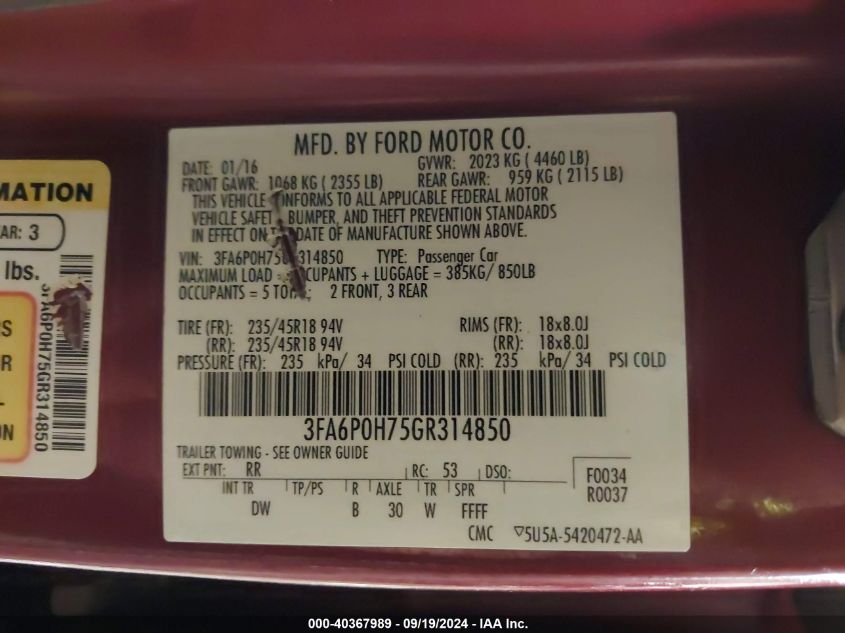 MATION
AR: 3
lbs.
S
R
L
N
3FA6P0H75GR314850
MFD. BY FORD MOTOR CO.
DATE: 01/16 GVWR: 2023 KG ( 4460 LB)
FRONT GAWR: 1068 KG ( 2355 LB) REAR GAWR: 959 KG ( 2115 LB)
THIS VEHICLE CONFORMS TO ALL APPLICABLE FEDERAL MOTOR
VEHICLE SAFETY, BUMPER, AND THEFT PREVENTION STANDARDS
IN EFFECT ON THE DATE OF MANUFACTURE SHOWN ABOVE.
VIN: 3FA6P0H75GR314850 TYPE: Passenger Car
MAXIMUM LOAD = OCCUPANTS + LUGGAGE = 385KG/ 850LB
OCCUPANTS = 5 TOTAL; 2 FRONT, 3 REAR
TIRE (FR): 235/45R18 94V RIMS (FR): 18x8.0J
(RR): 235/45R18 94V (RR): 18x8.0J
PRESSURE (FR): 235 kPa/ 34 PSI COLD (RR): 235 kPa/ 34 PSI COLD
3FA6P0H75GR314850
TRAILER TOWING - SEE OWNER GUIDE
EXT PNT: RR RC: 53 DSO: F0034
INT TR TP/PS R AXLE TR SPR R0037
DW B 30 W FFFF
CMC ▽5U5A-5420472-AA
000-40367989 - 09/19/2024 - IAA Inc.